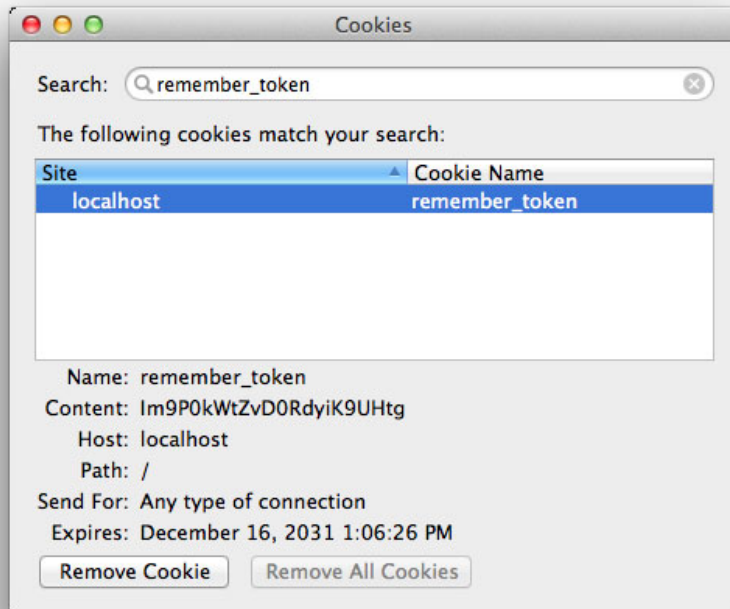 Cookies
Search: remember_token
The following cookies match your search:
Site Cookie Name
localhost remember_token
Name: remember_token
Content: Im9P0kWtZvD0RdyiK9UHtg
Host: localhost
Path: /
Send For: Any type of connection
Expires: December 16, 2031 1:06:26 PM
Remove Cookie Remove All Cookies